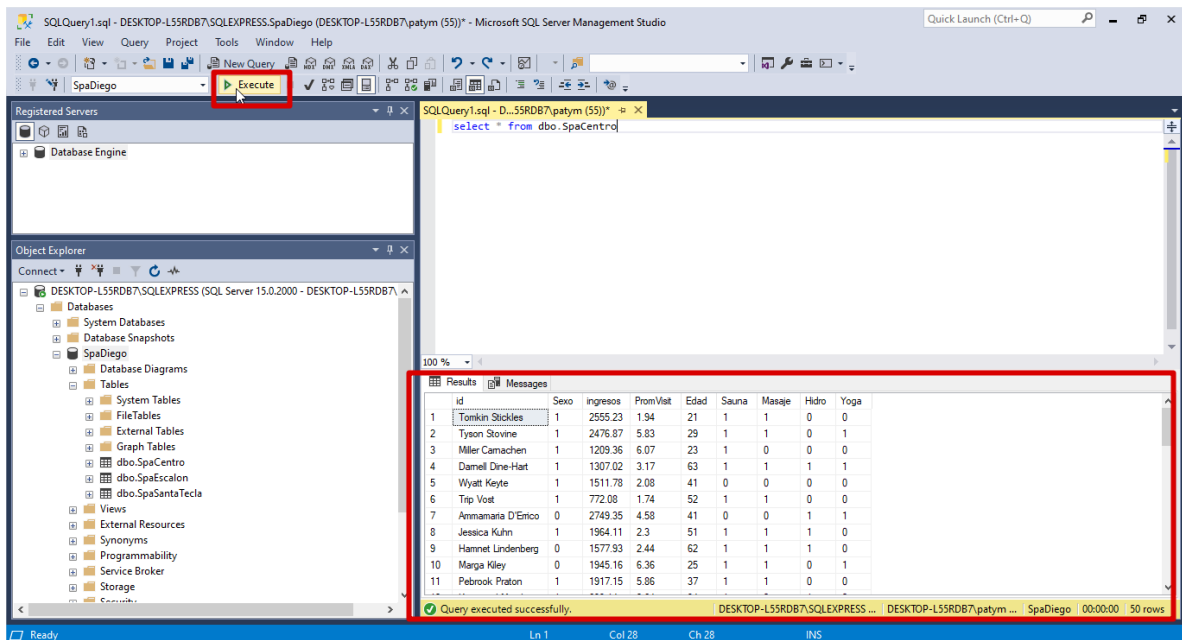 SQLQuery1.sql - DESKTOP-L55RDB7\SQLEXPRESS.SpaDiego (DESKTOP-L55RDB7\patym (55))* - Microsoft SQL Server Management Studio
Quick Launch (Ctrl+Q)
File Edit View Query Project Tools Window Help
New Query
SpaDiego Execute
Registered Servers
Database Engine
Object Explorer
Connect
DESKTOP-L55RDB7\SQLEXPRESS (SQL Server 15.0.2000 - DESKTOP-L55RDB7\
Databases
System Databases
Database Snapshots
SpaDiego
Database Diagrams
Tables
System Tables
FileTables
External Tables
Graph Tables
dbo.SpaCentro
dbo.SpaEscalon
dbo.SpaSantaTecla
Views
External Resources
Synonyms
Programmability
Service Broker
Storage
SQLQuery1.sql - D...55RDB7\patym (55))*
select * from dbo.SpaCentro
100 %
Results Messages
id Sexo ingresos PromVisit Edad Sauna Masaje Hidro Yoga
1 Tomkin Stickles 1 2555.23 1.94 21 1 1 0 0
2 Tyson Stovine 1 2476.87 5.83 29 1 1 0 1
3 Miller Camachen 1 1209.36 6.07 23 1 0 0 0
4 Darnell Dine-Hart 1 1307.02 3.17 63 1 1 1 1
5 Wyatt Keyte 1 1511.78 2.08 41 0 0 0 0
6 Trip Vost 1 772.08 1.74 52 1 1 0 0
7 Ammamaria D'Errico 0 2749.35 4.58 41 0 0 1 1
8 Jessica Kuhn 1 1964.11 2.3 51 1 1 1 0
9 Hamnet Lindenberg 0 1577.93 2.44 62 1 1 1 0
10 Marga Kiley 0 1945.16 6.36 25 1 1 0 1
11 Pebrook Praton 1 1917.15 5.86 37 1 1 0 0
Query executed successfully. DESKTOP-L55RDB7\SQLEXPRESS ... DESKTOP-L55RDB7\patym ... SpaDiego 00:00:00 50 rows
Ready Ln 1 Col 28 Ch 28 INS